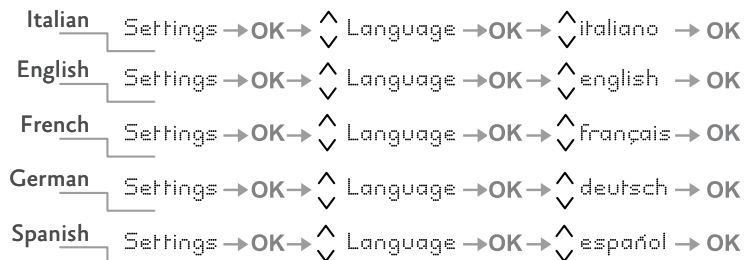 Italian Settings → OK → Language → OK → italiano → OK
English Settings → OK → Language → OK → english → OK
French Settings → OK → Language → OK → français → OK
German Settings → OK → Language → OK → deutsch → OK
Spanish Settings → OK → Language → OK → español → OK